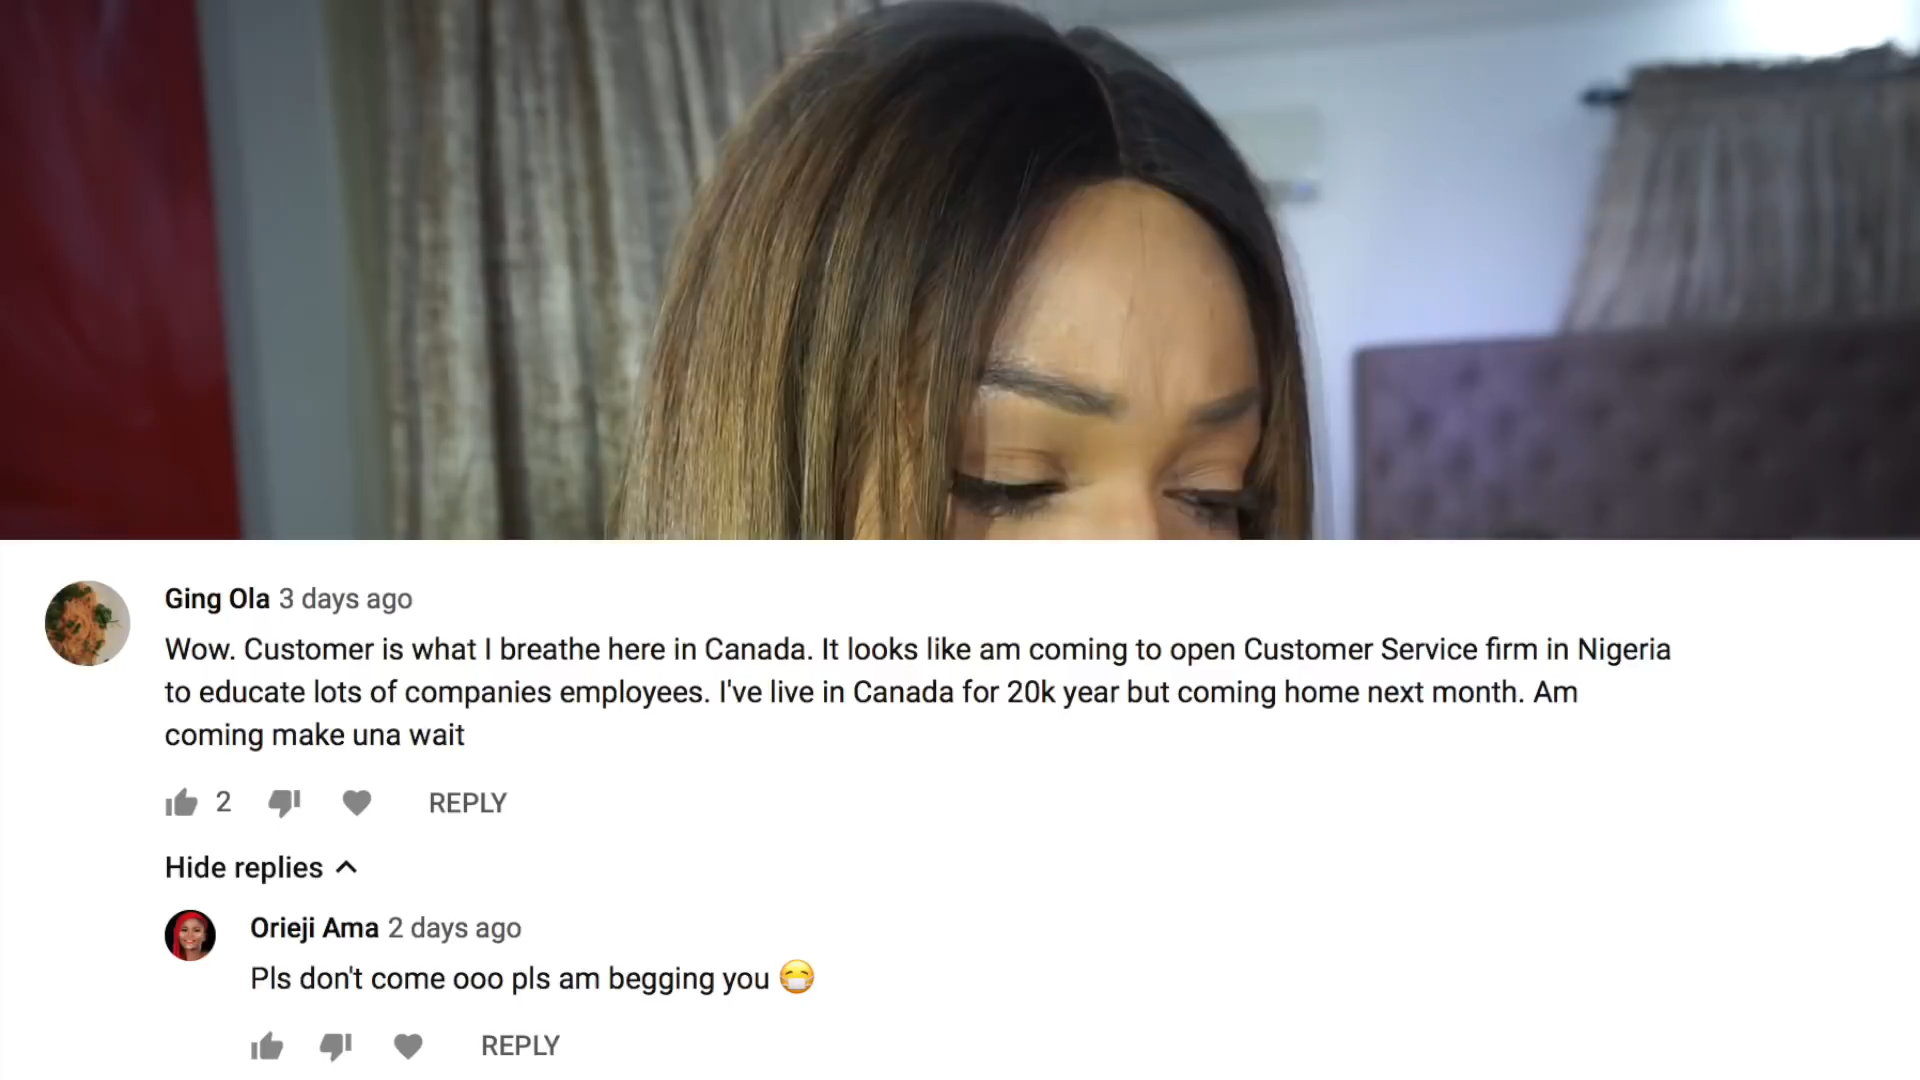 Ging Ola 3 days ago
Wow. Customer is what I breathe here in Canada. It looks like am coming to open Customer Service firm in Nigeria
to educate lots of companies employees. I've live in Canada for 20k year but coming home next month. Am
coming make una wait
2 REPLY
Hide replies
Orieji Ama 2 days ago
Pls don't come ooo pls am begging you 😷
REPLY